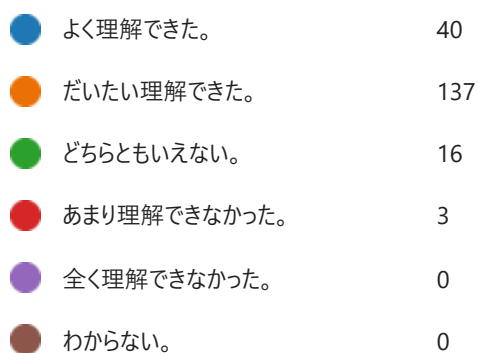 よく理解できた。 40
だいたい理解できた。 137
どちらともいえない。 16
あまり理解できなかった。 3
全く理解できなかった。 0
わからない。 0